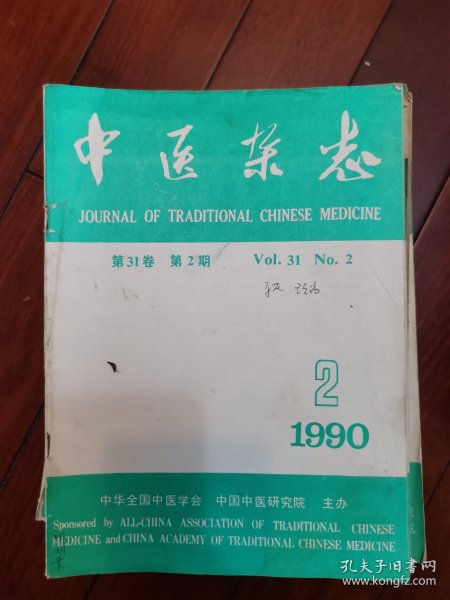 中医杂志
JOURNAL OF TRADITIONAL CHINESE MEDICINE
第31卷 第2期 Vol. 31 No. 2
2
1990
中华全国中医学会 中国中医研究院 主办
Sponsored by ALL-CHINA ASSOCIATION OF TRADITIONAL CHINESE
MEDICINE and CHINA ACADEMY OF TRADITIONAL CHINESE MEDICINE
孔夫子旧书网
kongfz.com